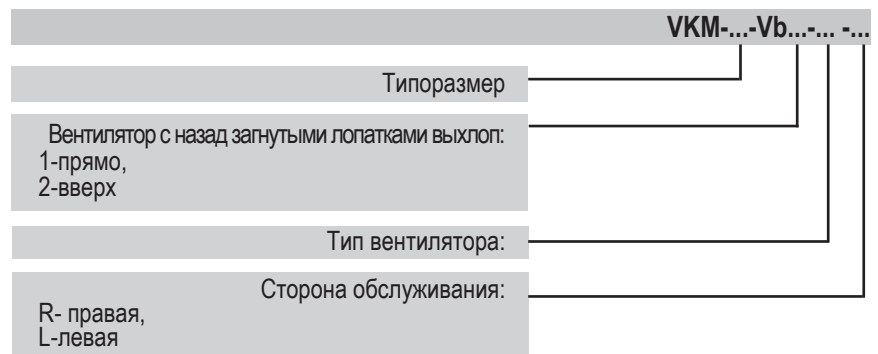 VKM-...-Vb...-... -...
Типоразмер
Вентилятор с назад загнутыми лопатками выхлоп:
1-прямо,
2-вверх
Тип вентилятора:
Сторона обслуживания:
R- правая,
L-левая